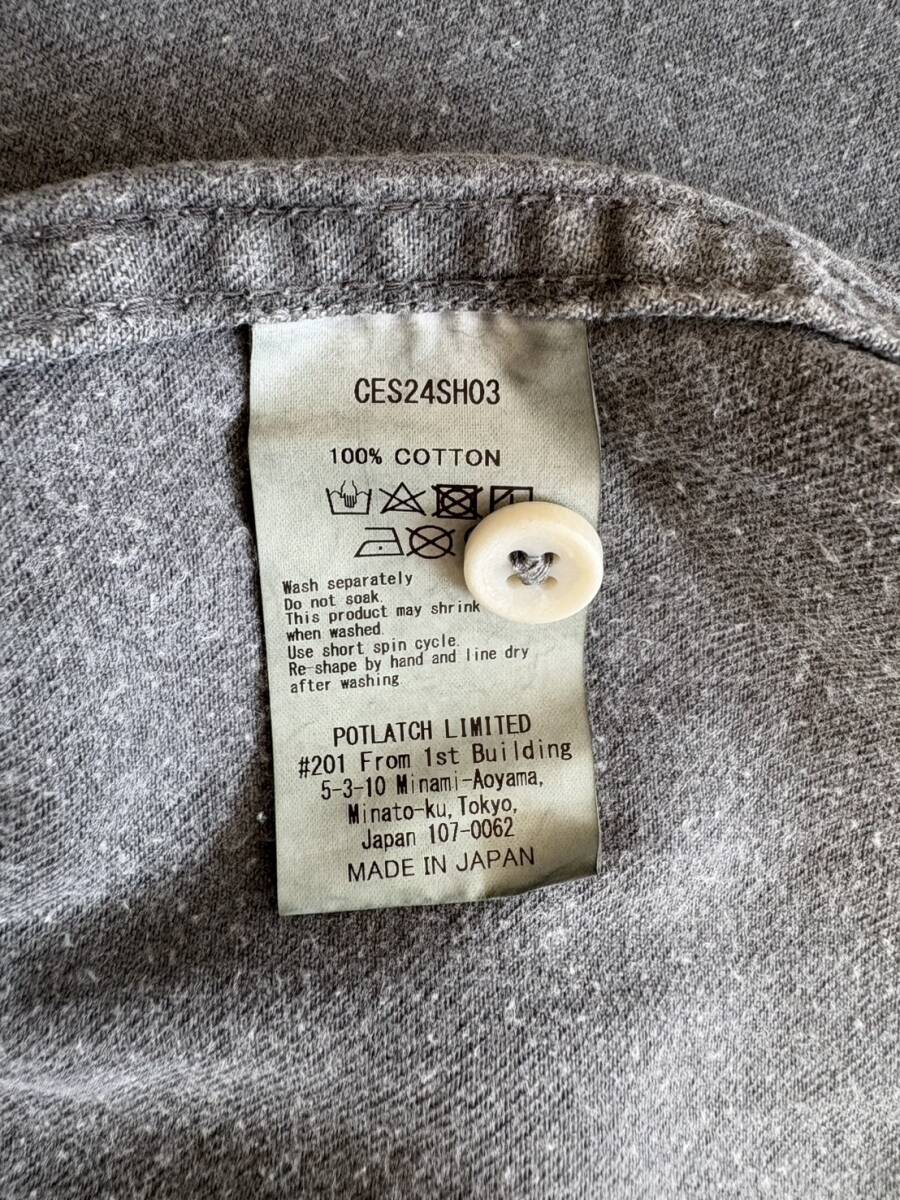 CES24SH03
100% COTTON
Wash separately
Do not soak.
This product may shrink
when washed.
Use short spin cycle.
Re-shape by hand and line dry
after washing
POTLATCH LIMITED
#201 From 1st Building
5-3-10 Minami-Aoyama,
Minato-ku, Tokyo,
Japan 107-0062
MADE IN JAPAN